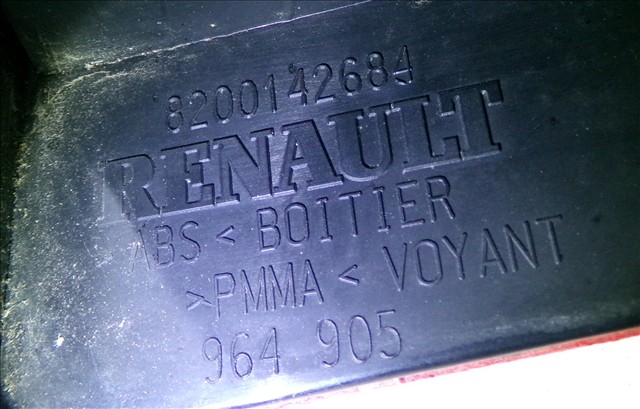 8200142684
RENAULT
ABS < BOITIER
>PMMA < VOYANT
964 905